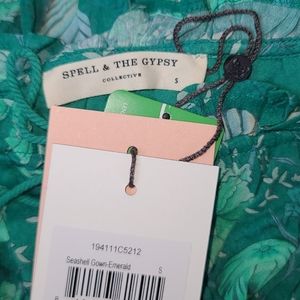 SPELL & THE GYPSY
COLLECTIVE
S
194111C5212
Seashell Gown-Emerald
S